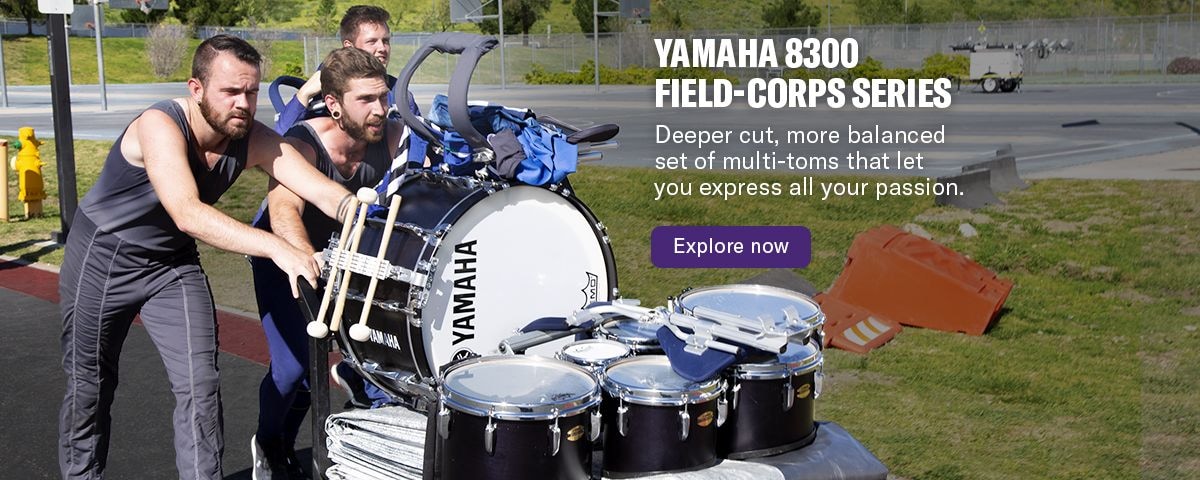 YAMAHA 8300
FIELD-CORPS SERIES
Deeper cut, more balanced
set of multi-toms that let
you express all your passion.
Explore now
YAMAHA
YAMAHA